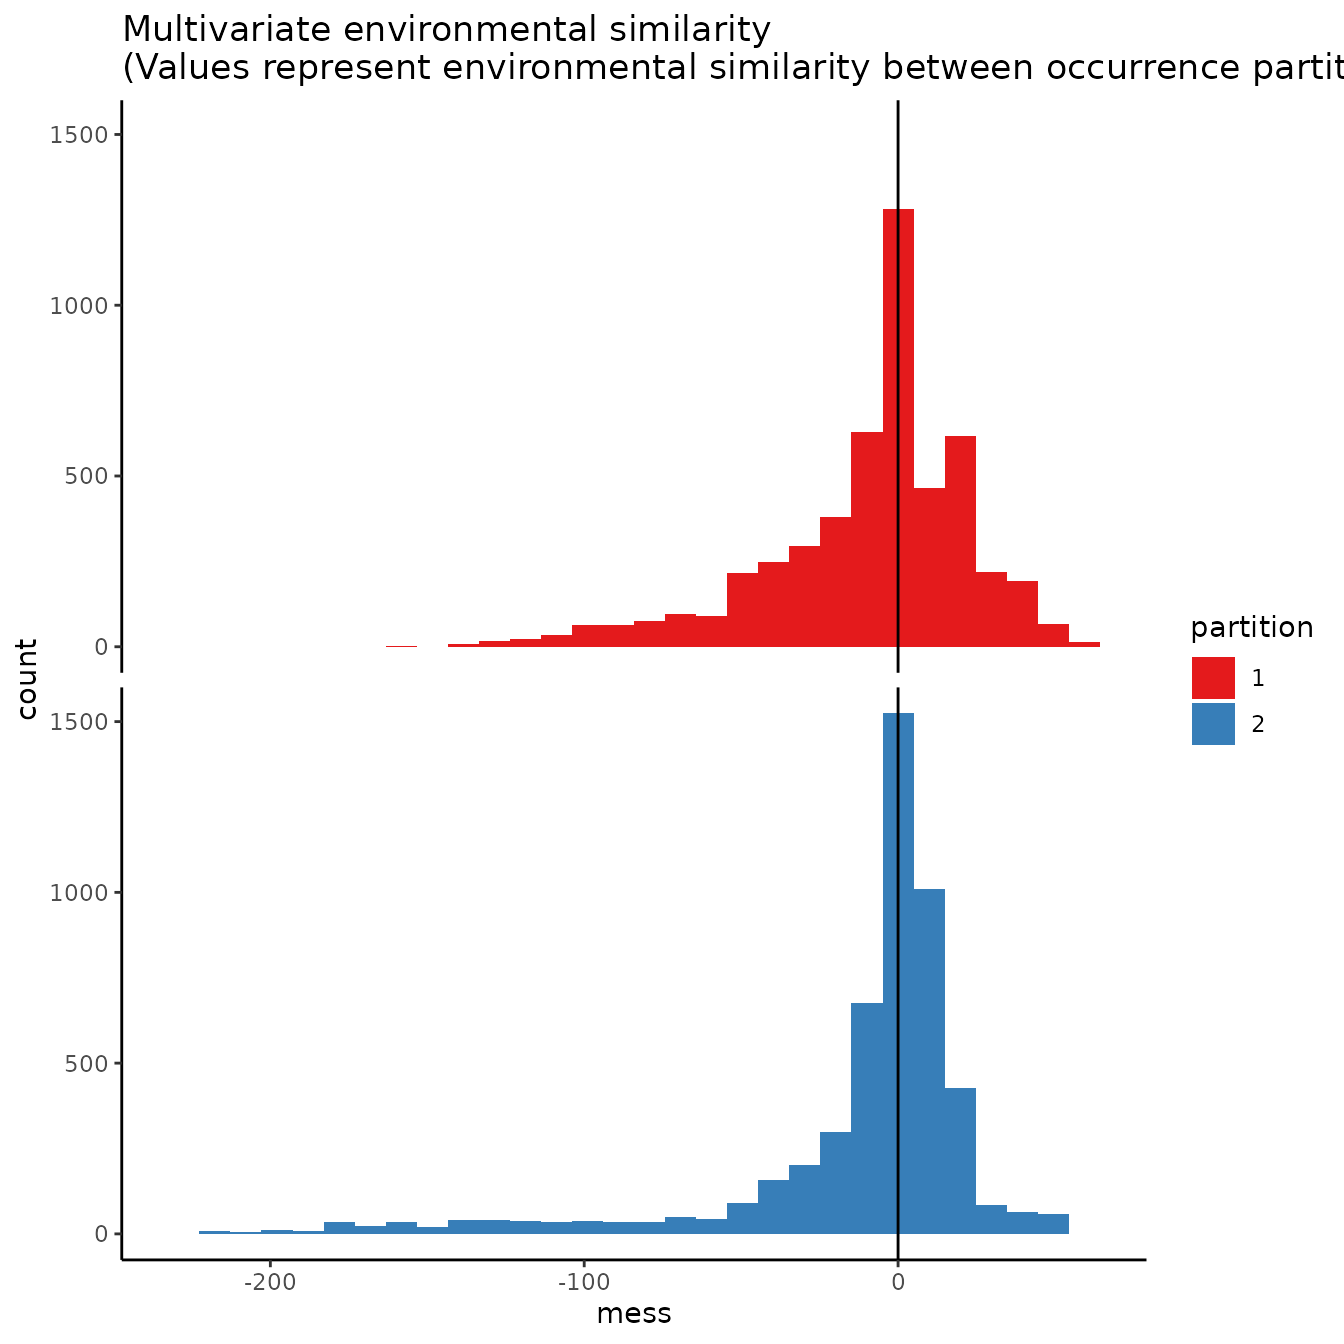 Multivariate environmental similarity
(Values represent environmental similarity between occurrence partit
1500
1000
500
0
count
1500
1000
500
0
-200 -100 0
mess
partition
1
2